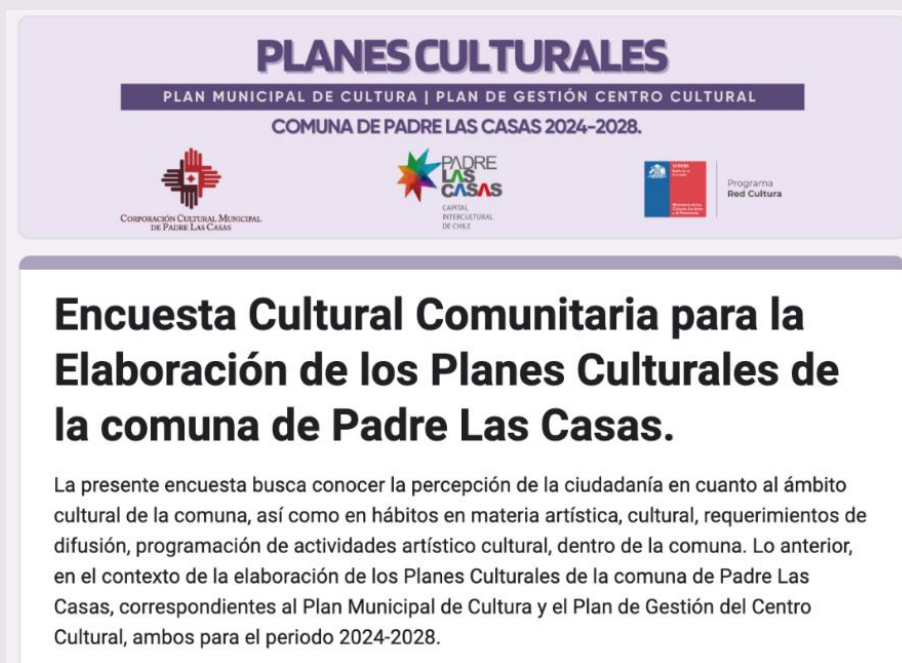 PLANES CULTURALES
PLAN MUNICIPAL DE CULTURA | PLAN DE GESTIÓN CENTRO CULTURAL
COMUNA DE PADRE LAS CASAS 2024-2028.
CORPORACIÓN CULTURAL MUNICIPAL
DE PADRE LAS CASAS
PADRE
LAS
CASAS
CAPITAL
INTERCULTURAL
DE CHILE
Programa
Red Cultura
Encuesta Cultural Comunitaria para la
Elaboración de los Planes Culturales de
la comuna de Padre Las Casas.
La presente encuesta busca conocer la percepción de la ciudadanía en cuanto al ámbito
cultural de la comuna, así como en hábitos en materia artística, cultural, requerimientos de
difusión, programación de actividades artístico cultural, dentro de la comuna. Lo anterior,
en el contexto de la elaboración de los Planes Culturales de la comuna de Padre Las
Casas, correspondientes al Plan Municipal de Cultura y el Plan de Gestión del Centro
Cultural, ambos para el periodo 2024-2028.